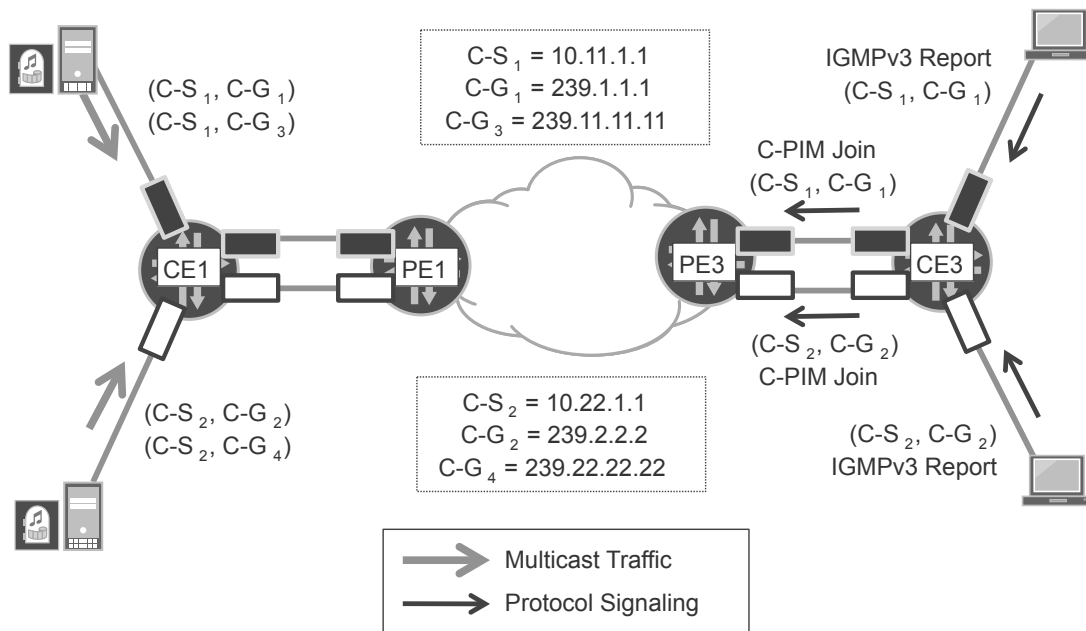 C-S 1 = 10.11.1.1
C-G 1 = 239.1.1.1
C-G 3 = 239.11.11.11
IGMPv3 Report
(C-S 1, C-G 1)
(C-S 1, C-G 1)
(C-S 1, C-G 3)
C-PIM Join
(C-S 1, C-G 1)
CE1
PE1
PE3
CE3
(C-S 2, C-G 2)
C-PIM Join
(C-S 2, C-G 2)
(C-S 2, C-G 4)
C-S 2 = 10.22.1.1
C-G 2 = 239.2.2.2
C-G 4 = 239.22.22.22
(C-S 2, C-G 2)
IGMPv3 Report
Multicast Traffic
Protocol Signaling